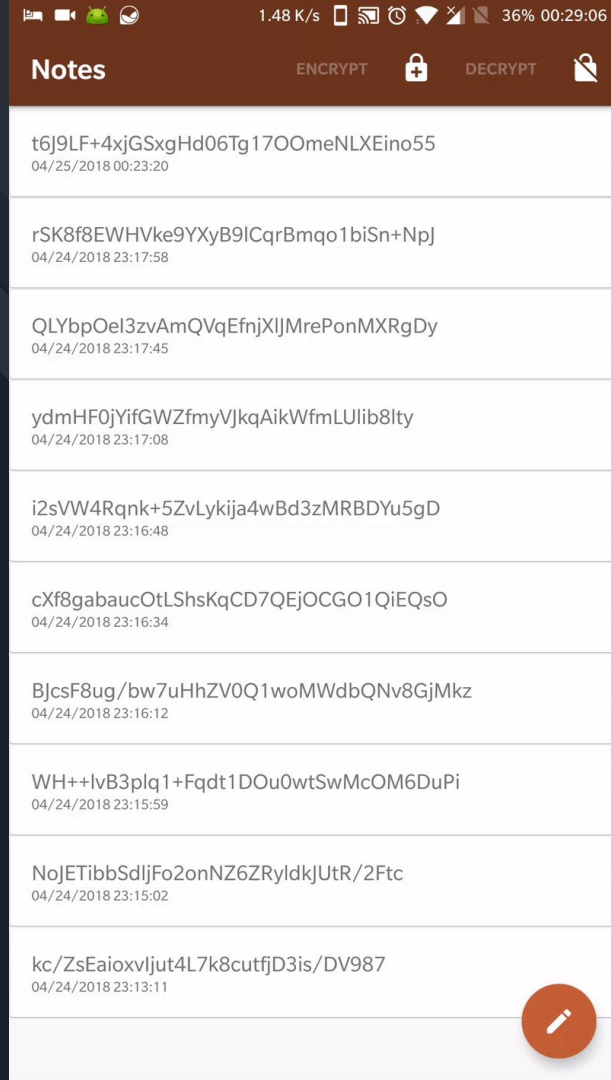 1.48 K/s 36% 00:29:06
Notes ENCRYPT DECRYPT
t6J9LF+4xjGSxgHd06Tg17OOmeNLXEino55
04/25/2018 00:23:20
rSK8f8EWHVke9YXyB9lCqrBmqo1biSn+NpJ
04/24/2018 23:17:58
QLYbpOel3zvAmQVqEfnjXlJMrePonMXRgDy
04/24/2018 23:17:45
ydmHF0jYifGWZfmyVJkqAikWfmLUlib8lty
04/24/2018 23:17:08
i2sVW4Rqnk+5ZvLykija4wBd3zMRBDYu5gD
04/24/2018 23:16:48
cXf8gabaucOtLShsKqCD7QEjOCGO1QiEQsO
04/24/2018 23:16:34
BJcsF8ug/bw7uHhZV0Q1woMWdbQNv8GjMkz
04/24/2018 23:16:12
WH++lvB3plq1+Fqdt1DOu0wtSwMcOM6DuPi
04/24/2018 23:15:59
NoJETibbSdljFo2onNZ6ZRyldkJUtR/2Ftc
04/24/2018 23:15:02
kc/ZsEaioxvIjut4L7k8cutfjD3is/DV987
04/24/2018 23:13:11